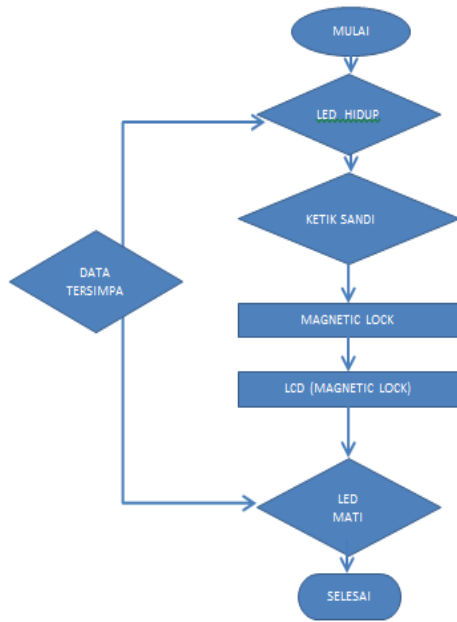 MULAI
LED HIDUP
KETIK SANDI
DATA
TERSIMPA
MAGNETIC LOCK
LCD (MAGNETIC LOCK)
LED
MATI
SELESAI